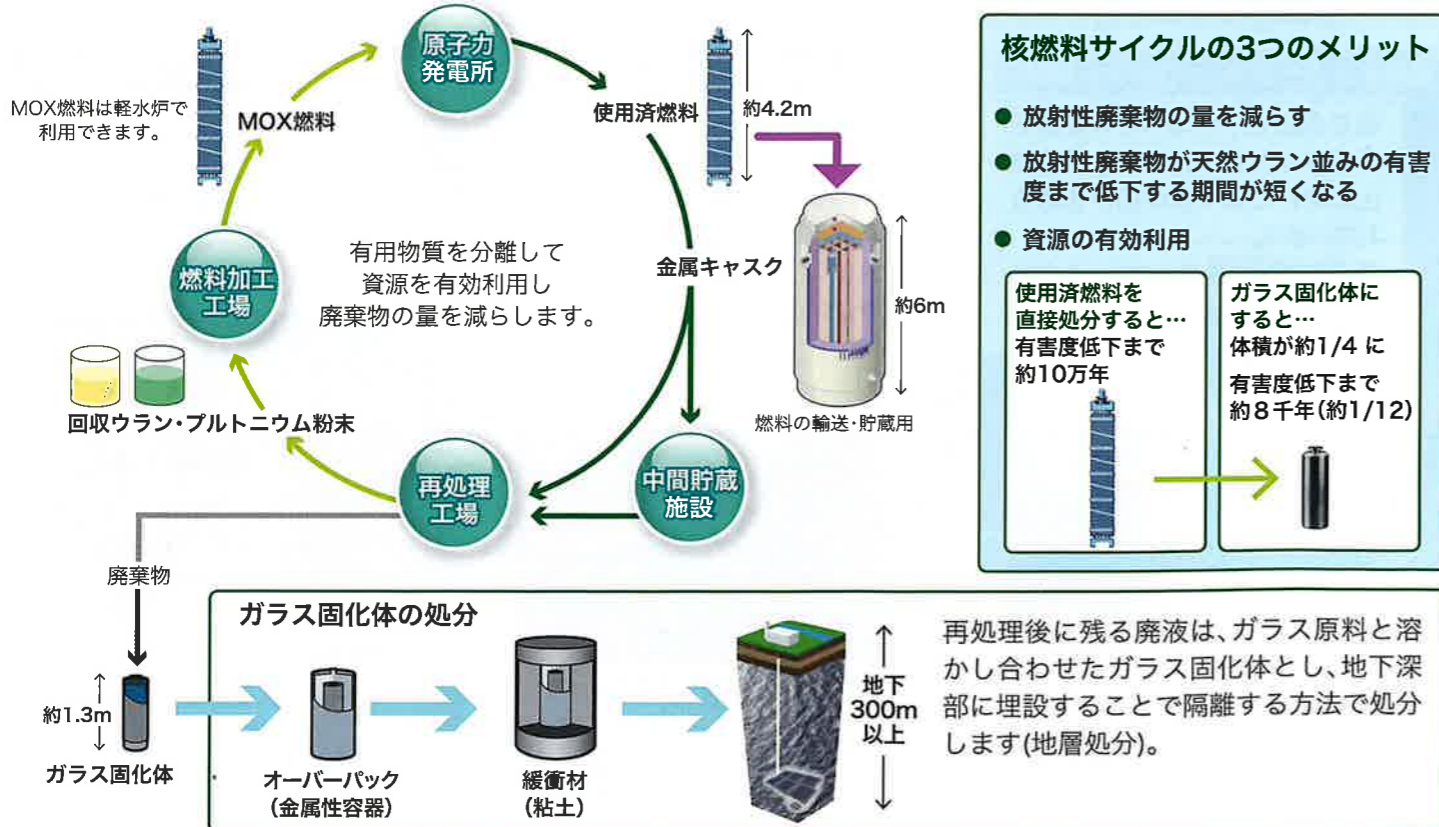 原子力
発電所
MOX燃料は軽水炉で
利用できます。
MOX燃料
使用済燃料
約4.2m
燃料加工
工場
有用物質を分離して
資源を有効利用し
廃棄物の量を減らします。
金属キャスク
約6m
燃料の輸送・貯蔵用
回収ウラン・プルトニウム粉末
再処理
工場
中間貯蔵
施設
廃棄物
約1.3m
ガラス固化体
核燃料サイクルの3つのメリット
● 放射性廃棄物の量を減らす
● 放射性廃棄物が天然ウラン並みの有害
度まで低下する期間が短くなる
● 資源の有効利用
使用済燃料を
直接処分すると…
有害度低下まで
約10万年
ガラス固化体に
すると…
体積が約1/4 に
有害度低下まで
約8千年(約1/12)
ガラス固化体の処分
オーバーパック
(金属性容器)
緩衝材
(粘土)
地下
300m
以上
再処理後に残る廃液は、ガラス原料と溶
かし合わせたガラス固化体とし、地下深
部に埋設することで隔離する方法で処分
します(地層処分)。